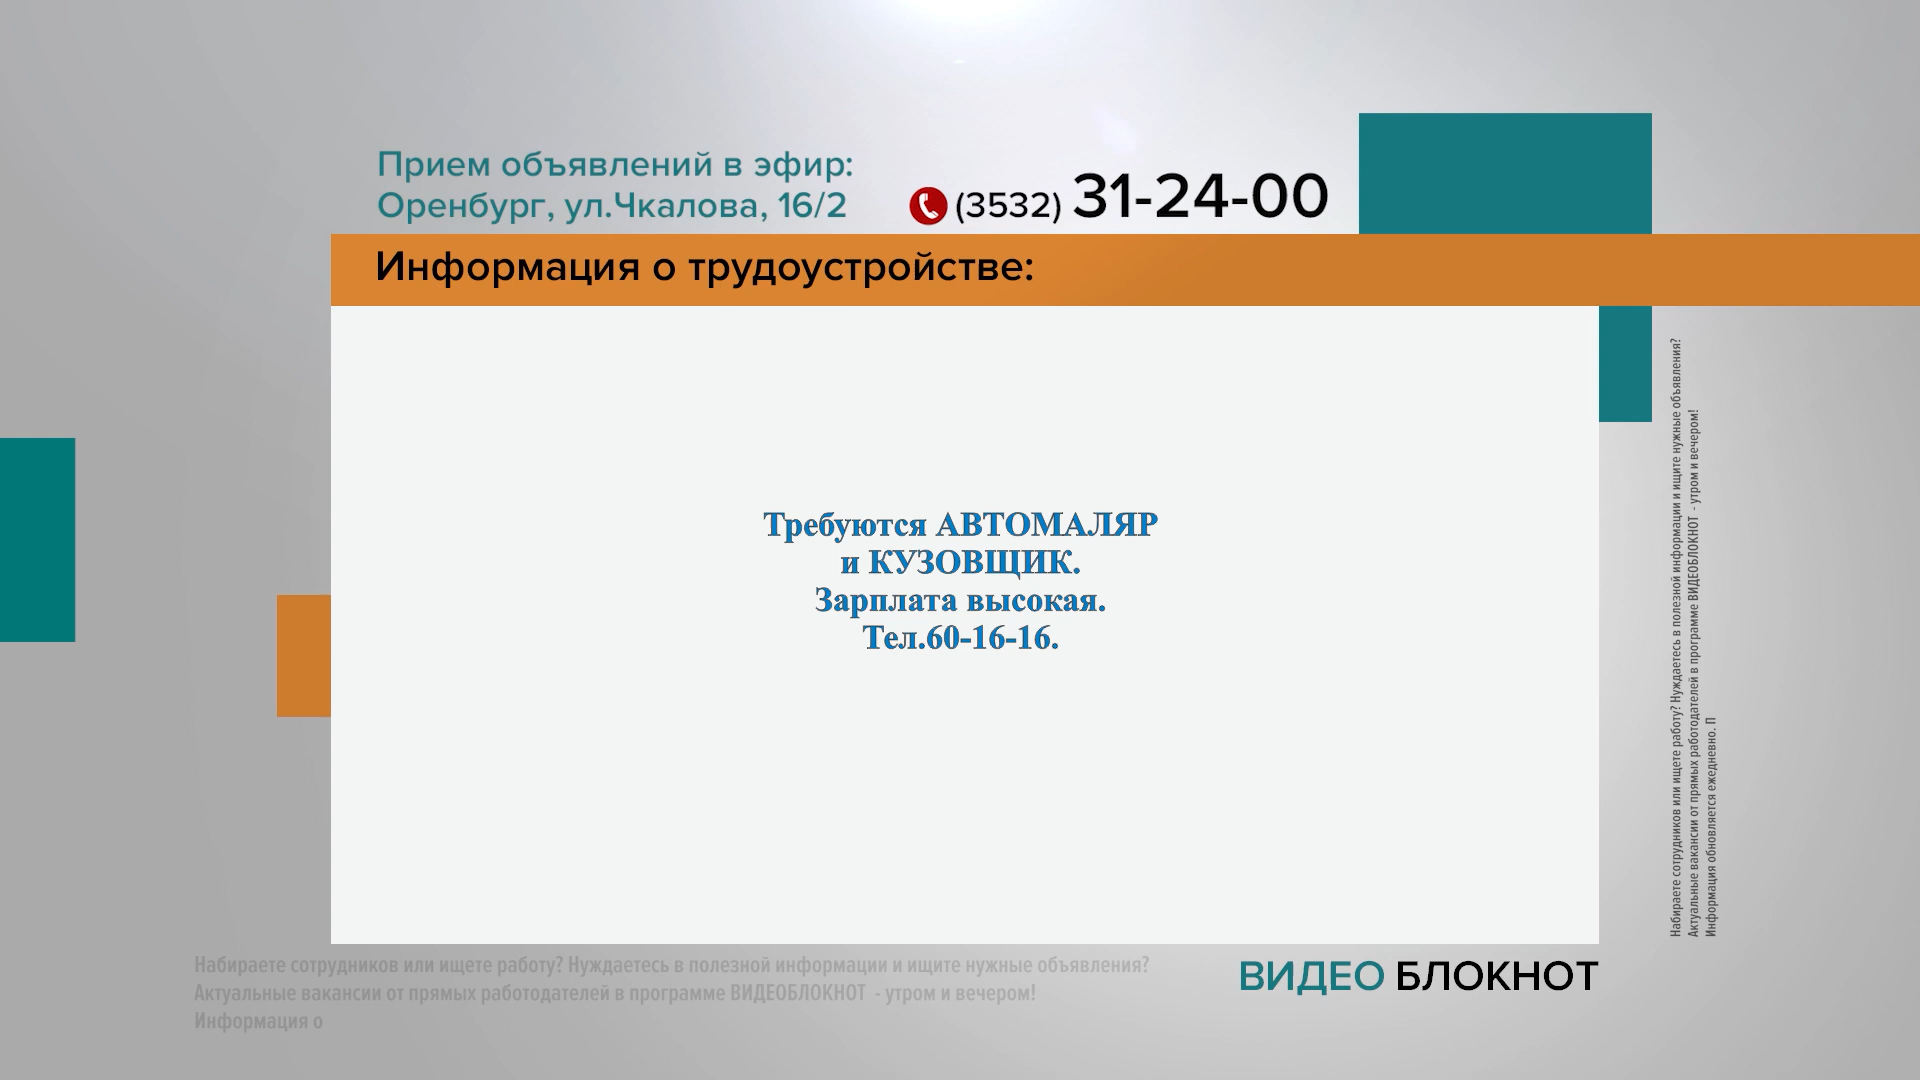 Прием объявлений в эфир:
Оренбург, ул.Чкалова, 16/2
(3532) 31-24-00
Информация о трудоустройстве:
Требуются АВТОМАЛЯР
и КУЗОВЩИК.
Зарплата высокая.
Тел.60-16-16.
Набираете сотрудников или ищете работу? Нуждаетесь в полезной информации и ищите нужные объявления?
Актуальные вакансии от прямых работодателей в программе ВИДЕОБЛОКНОТ - утром и вечером!
Информация обновляется ежедневно. П
Набираете сотрудников или ищете работу? Нуждаетесь в полезной информации и ищите нужные объявления?
Актуальные вакансии от прямых работодателей в программе ВИДЕОБЛОКНОТ - утром и вечером!
Информация о
ВИДЕО БЛОКНОТ